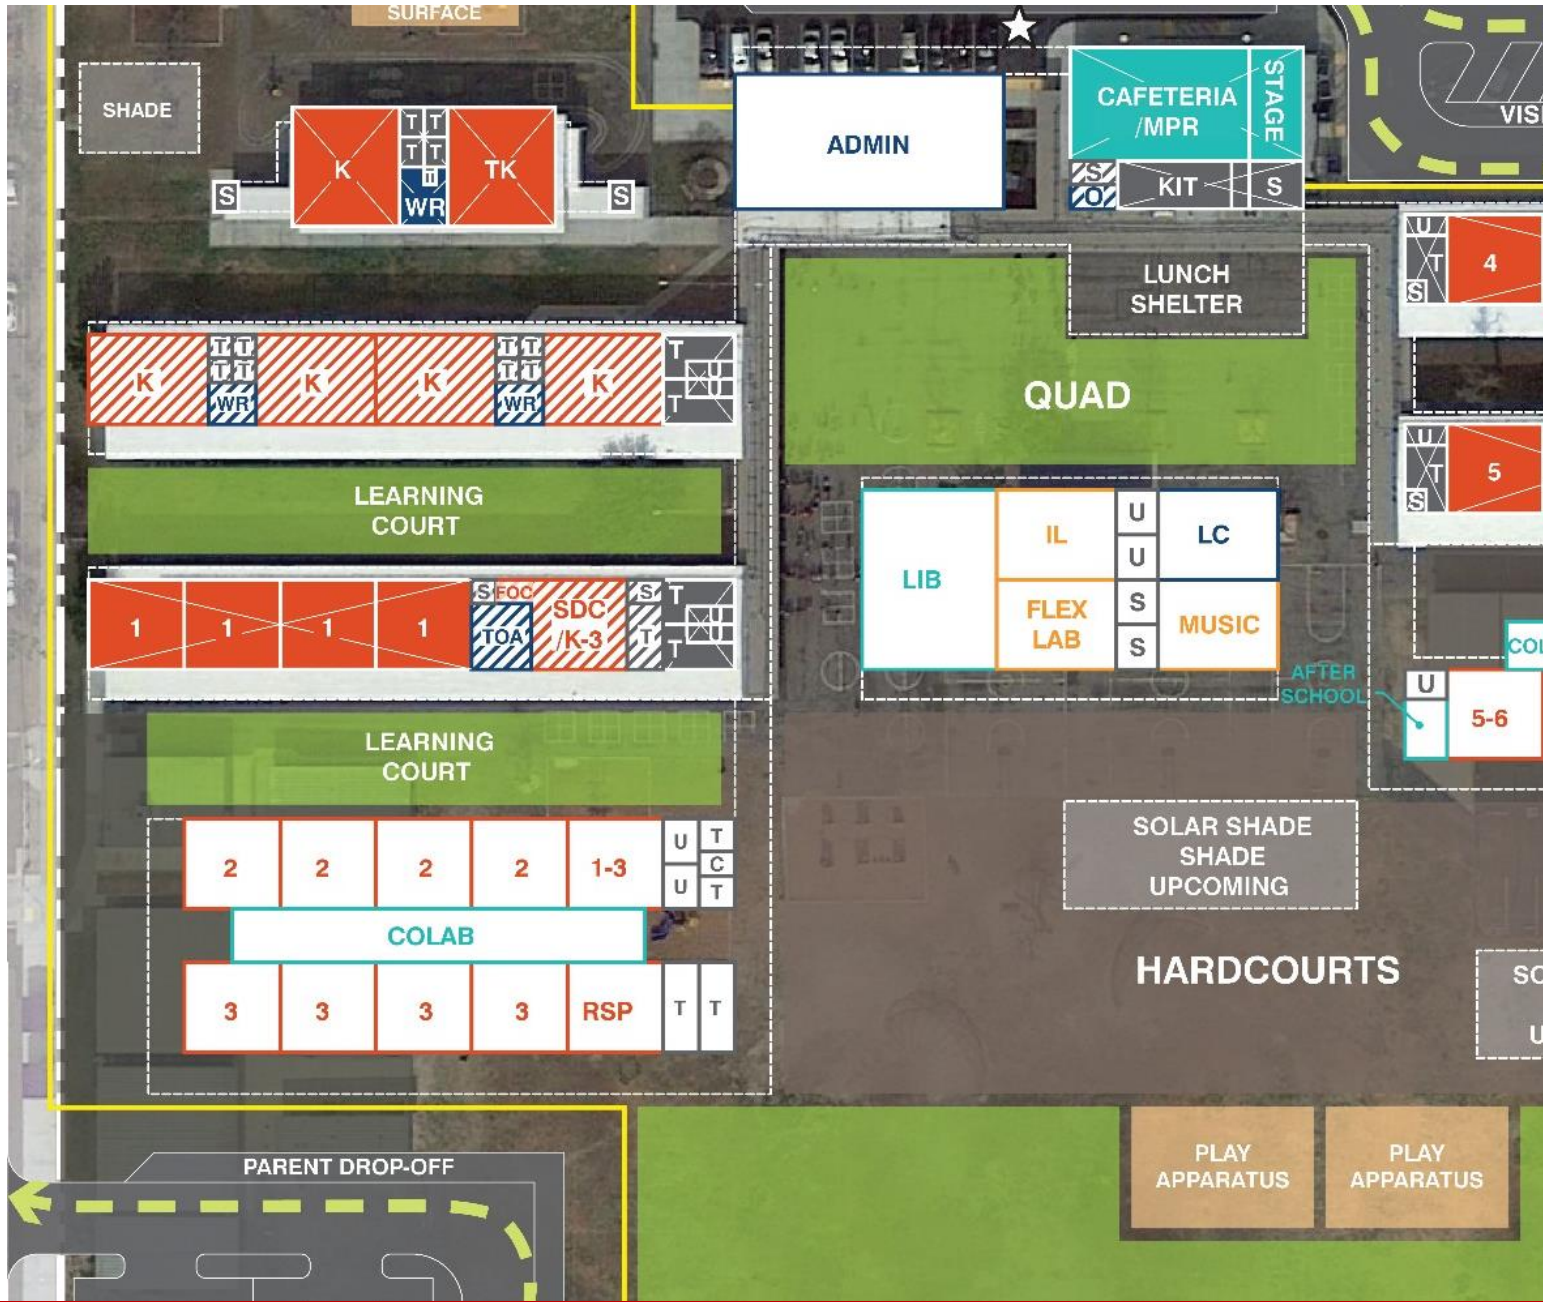 SURFACE
SHADE
K
T T
T T
WR
TK
S
S
ADMIN
CAFETERIA
/MPR
STAGE
S
O
KIT
S
VISI
LUNCH
SHELTER
U
T
S
4
K
T T
T T
WR
K
K
T T
T T
WR
K
T
U
T
QUAD
U
T
S
5
LEARNING
COURT
LIB
IL
FLEX
LAB
U
U
S
S
LC
MUSIC
1
1
1
1
S
FOC
TOA
SDC
/K-3
S
T
T
U
T
COL
AFTER
SCHOOL
U
5-6
LEARNING
COURT
2
2
2
2
1-3
U
U
T
C
T
COLAB
3
3
3
3
RSP
T
T
SOLAR SHADE
SHADE
UPCOMING
HARDCOURTS
SO
U
PARENT DROP-OFF
PLAY
APPARATUS
PLAY
APPARATUS